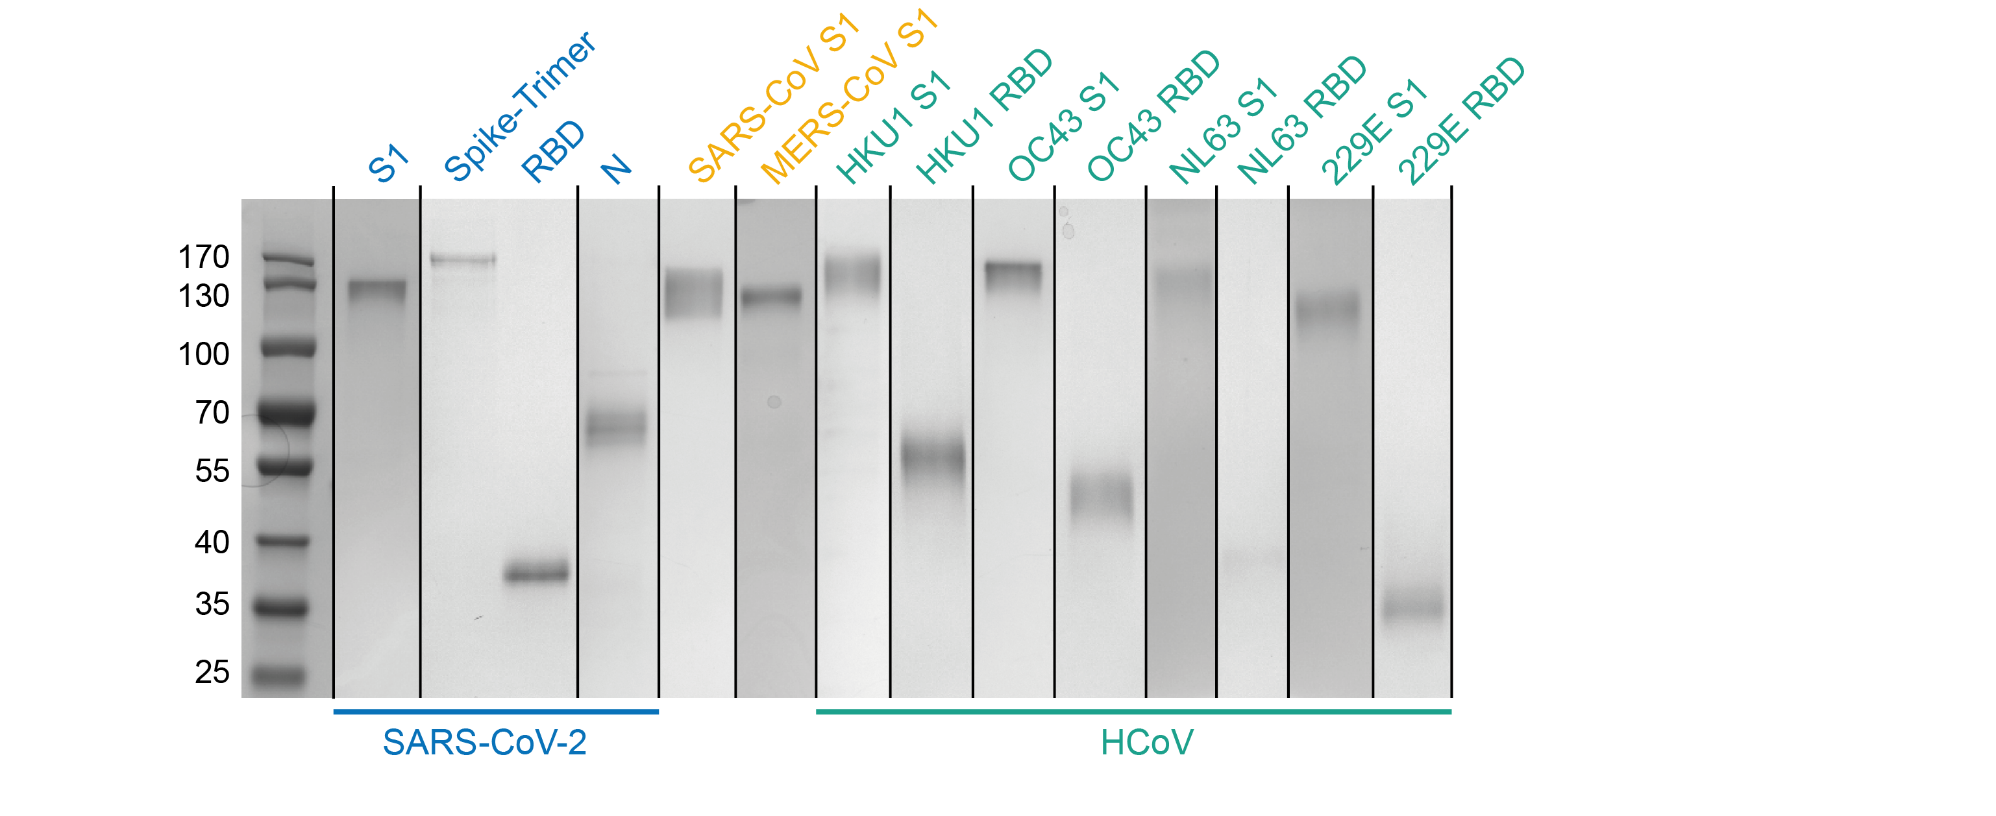 S1
Spike-Trimer
RBD
N
SARS-CoV S1
MERS-CoV S1
HKU1 S1
HKU1 RBD
OC43 S1
OC43 RBD
NL63 S1
NL63 RBD
229E S1
229E RBD
170
130
100
70
55
40
35
25
SARS-CoV-2
HCoV